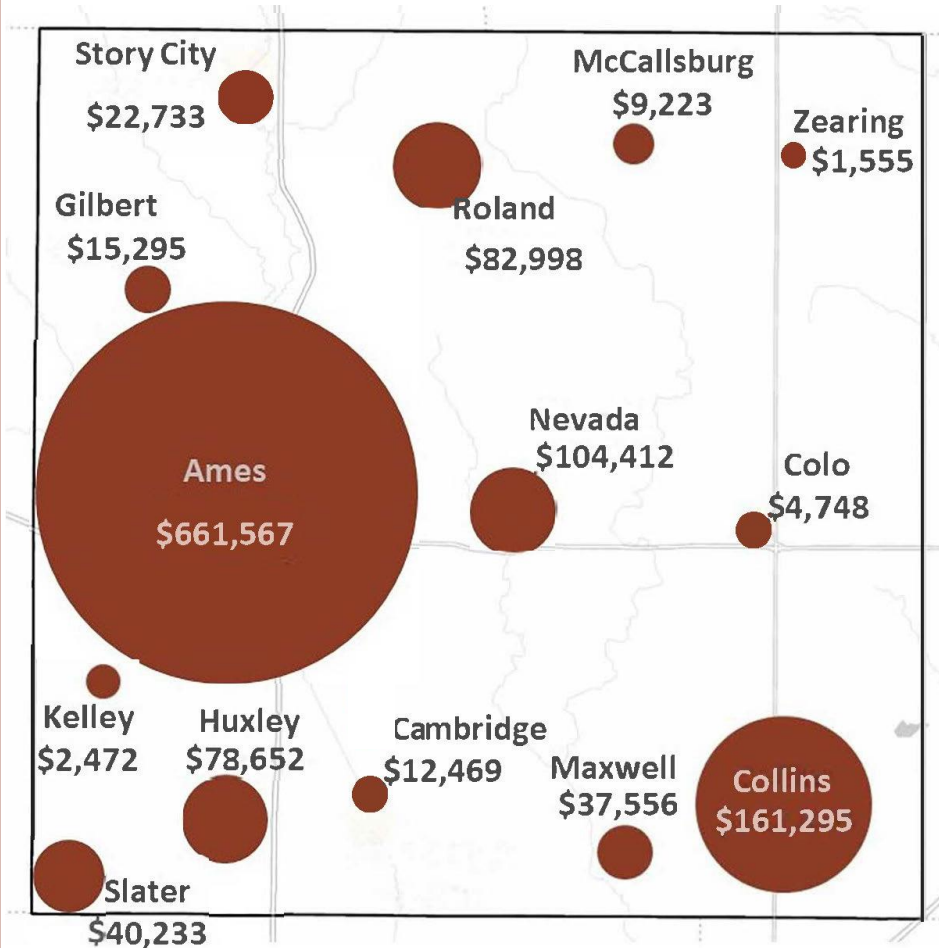 Story City
$22,733
McCallsburg
$9,223
Zearing
$1,555
Gilbert
$15,295
Roland
$82,998
Ames
$661,567
Nevada
$104,412
Colo
$4,748
Kelley
$2,472
Huxley
$78,652
Cambridge
$12,469
Maxwell
$37,556
Collins
$161,295
Slater
$40,233